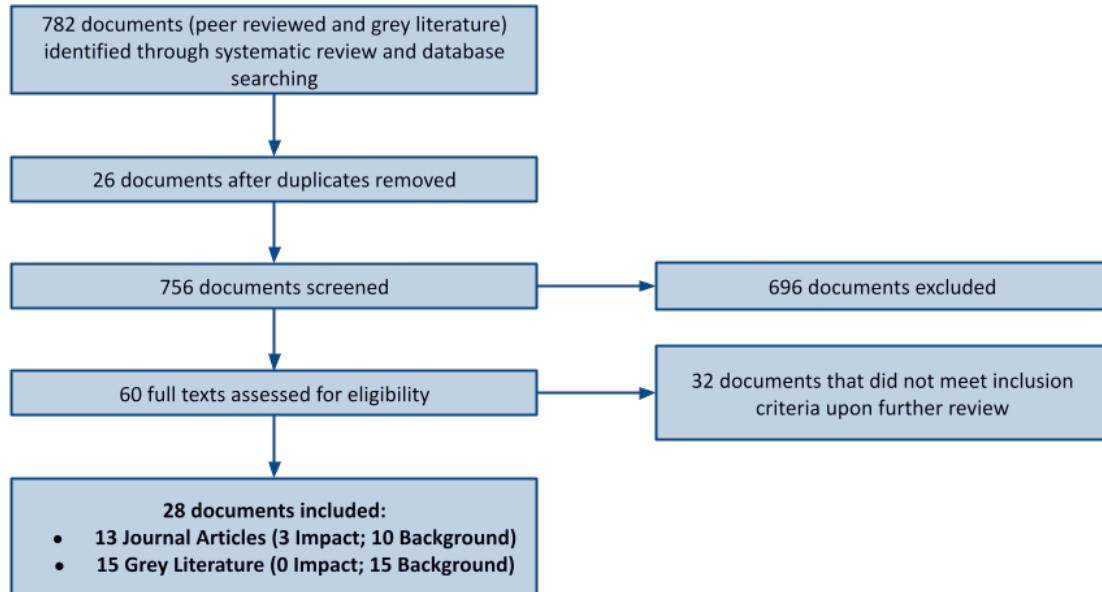 782 documents (peer reviewed and grey literature)
identified through systematic review and database
searching
26 documents after duplicates removed
756 documents screened
696 documents excluded
60 full texts assessed for eligibility
32 documents that did not meet inclusion
criteria upon further review
28 documents included:
• 13 Journal Articles (3 Impact; 10 Background)
• 15 Grey Literature (0 Impact; 15 Background)